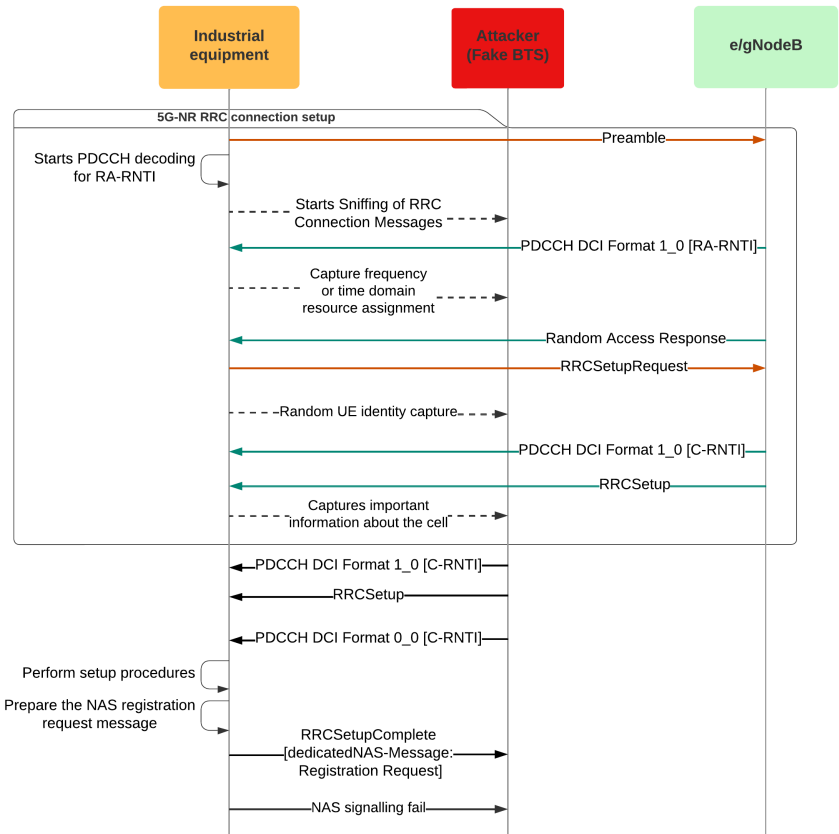 Industrial
equipment
Attacker
(Fake BTS)
e/gNodeB
5G-NR RRC connection setup
Preamble
Starts PDCCH decoding
for RA-RNTI
Starts Sniffing of RRC
Connection Messages
PDCCH DCI Format 1_0 [RA-RNTI]
Capture frequency
or time domain
resource assignment
Random Access Response
RRCSetupRequest
Random UE identity capture
PDCCH DCI Format 1_0 [C-RNTI]
RRCSetup
Captures important
information about the cell
PDCCH DCI Format 1_0 [C-RNTI]
RRCSetup
PDCCH DCI Format 0_0 [C-RNTI]
Perform setup procedures
Prepare the NAS registration
request message
RRCSetupComplete
[dedicatedNAS-Message:
Registration Request]
NAS signalling fail